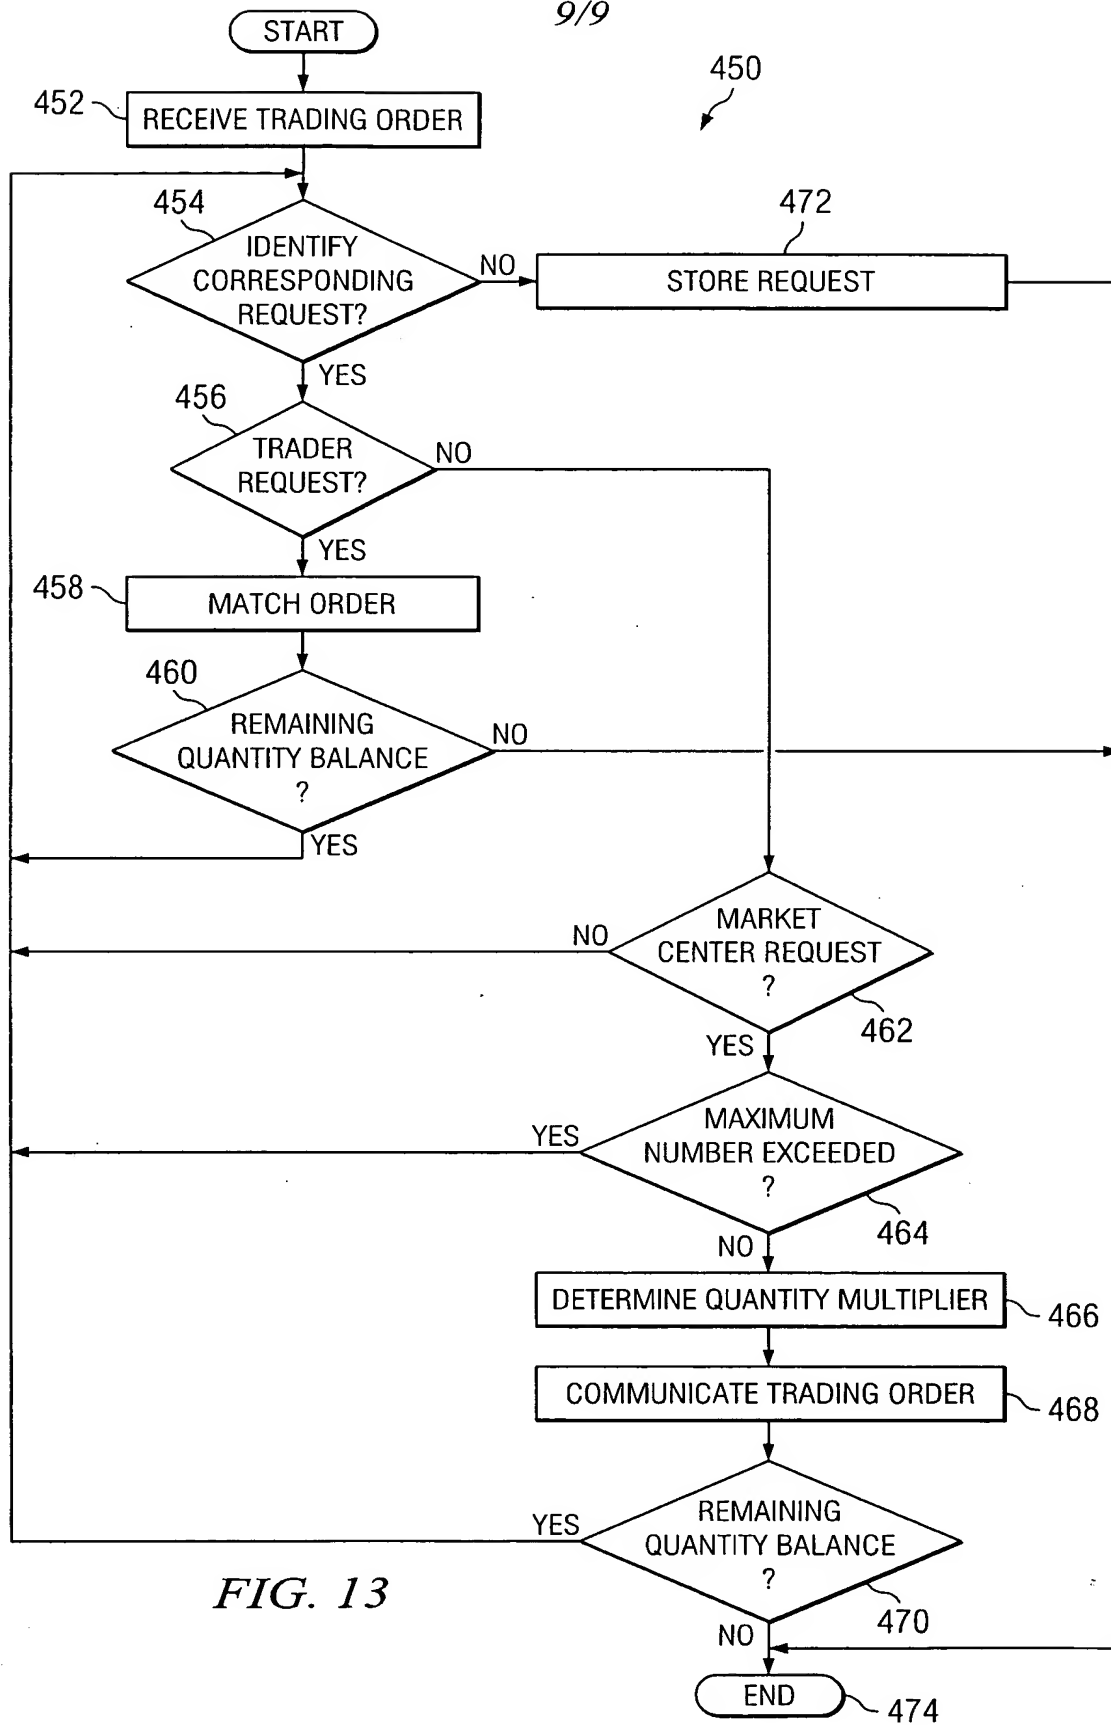 9/9
START
450
452
RECEIVE TRADING ORDER
454
472
IDENTIFY
CORRESPONDING
REQUEST?
NO
STORE REQUEST
YES
456
TRADER
REQUEST?
NO
YES
458
MATCH ORDER
460
REMAINING
QUANTITY BALANCE
?
NO
YES
MARKET
CENTER REQUEST
?
NO
462
YES
MAXIMUM
NUMBER EXCEEDED
?
YES
464
NO
DETERMINE QUANTITY MULTIPLIER
466
COMMUNICATE TRADING ORDER
468
REMAINING
QUANTITY BALANCE
?
YES
470
FIG. 13
NO
END
474